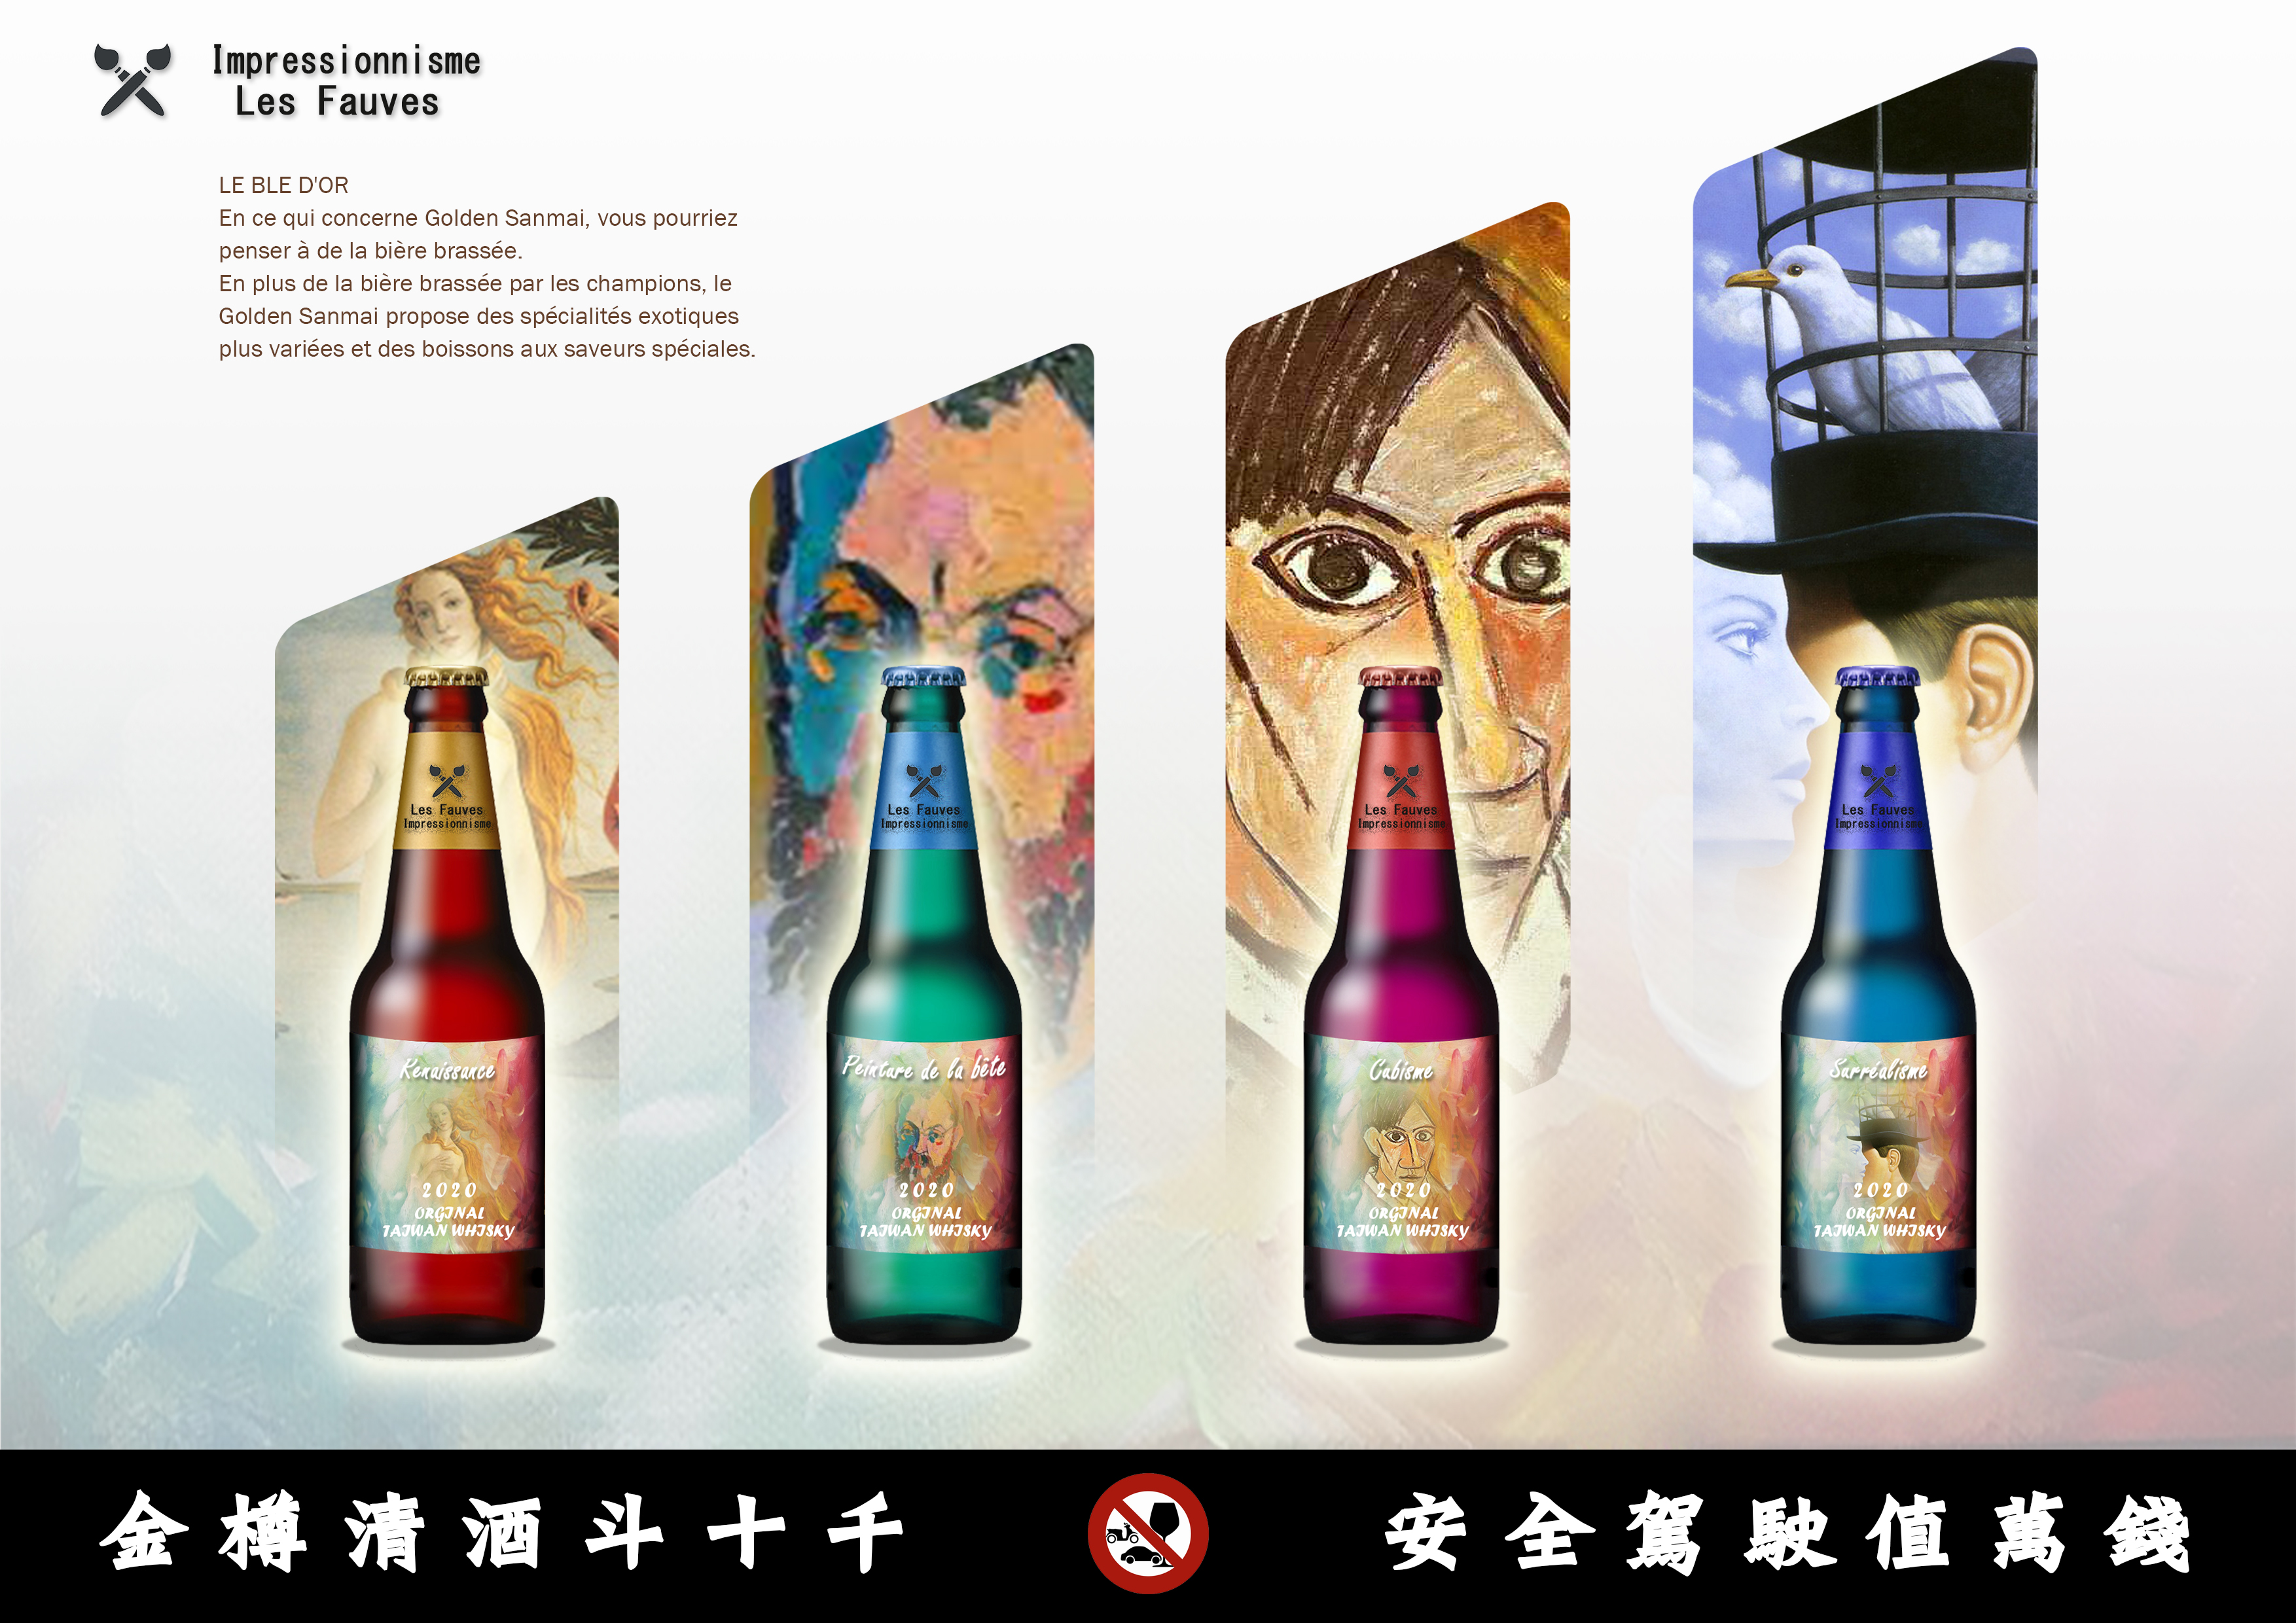 Impressionnisme
Les Fauves
LE BLE D'OR
En ce qui concerne Golden Sanmai, vous pourriez
penser à de la bière brassée.
En plus de la bière brassée par les champions, le
Golden Sanmai propose des spécialités exotiques
plus variées et des boissons aux saveurs spéciales.
Les Fauves
Impressionnisme
Renaissance
2020
ORGINAL
TAIWAN WHISKY
Les Fauves
Impressionnisme
Peinture de la bête
2020
ORGINAL
TAIWAN WHISKY
Les Fauves
Impressionnisme
Cubisme
2020
ORGINAL
TAIWAN WHISKY
Les Fauves
Impressionnisme
Surréalisme
2020
ORGINAL
TAIWAN WHISKY
金樽清酒斗十千
安全駕駛值萬錢